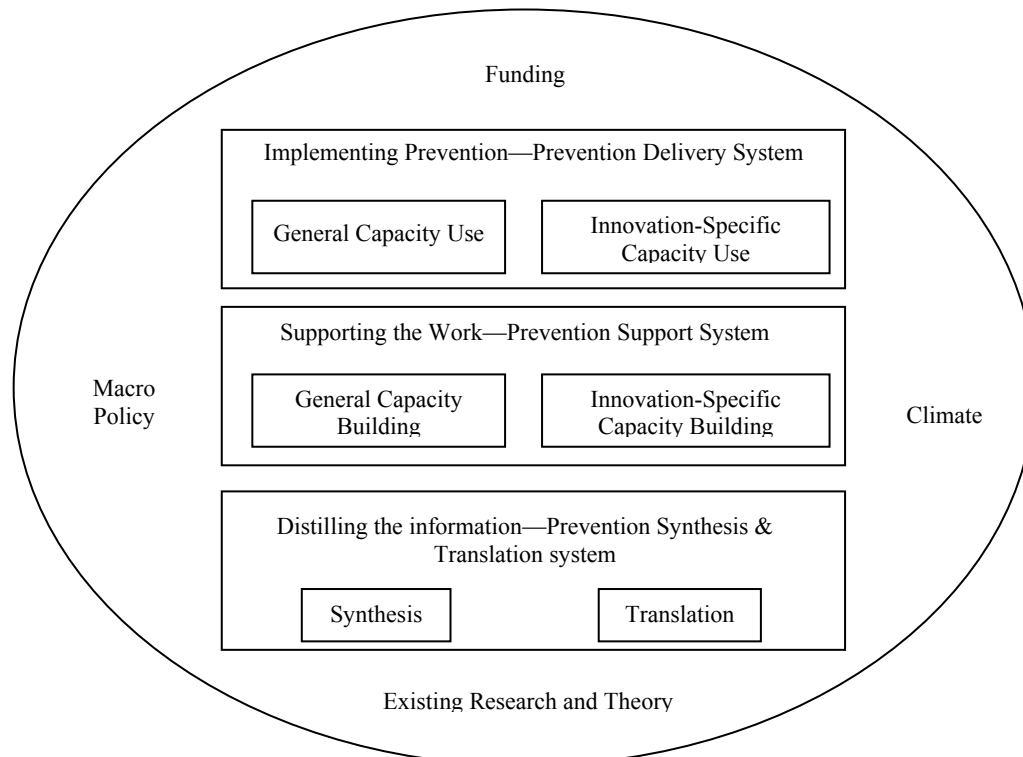 Funding
Implementing Prevention—Prevention Delivery System
General Capacity Use
Innovation-Specific
Capacity Use
Supporting the Work—Prevention Support System
General Capacity
Building
Innovation-Specific
Capacity Building
Macro
Policy
Climate
Distilling the information—Prevention Synthesis &
Translation system
Synthesis
Translation
Existing Research and Theory